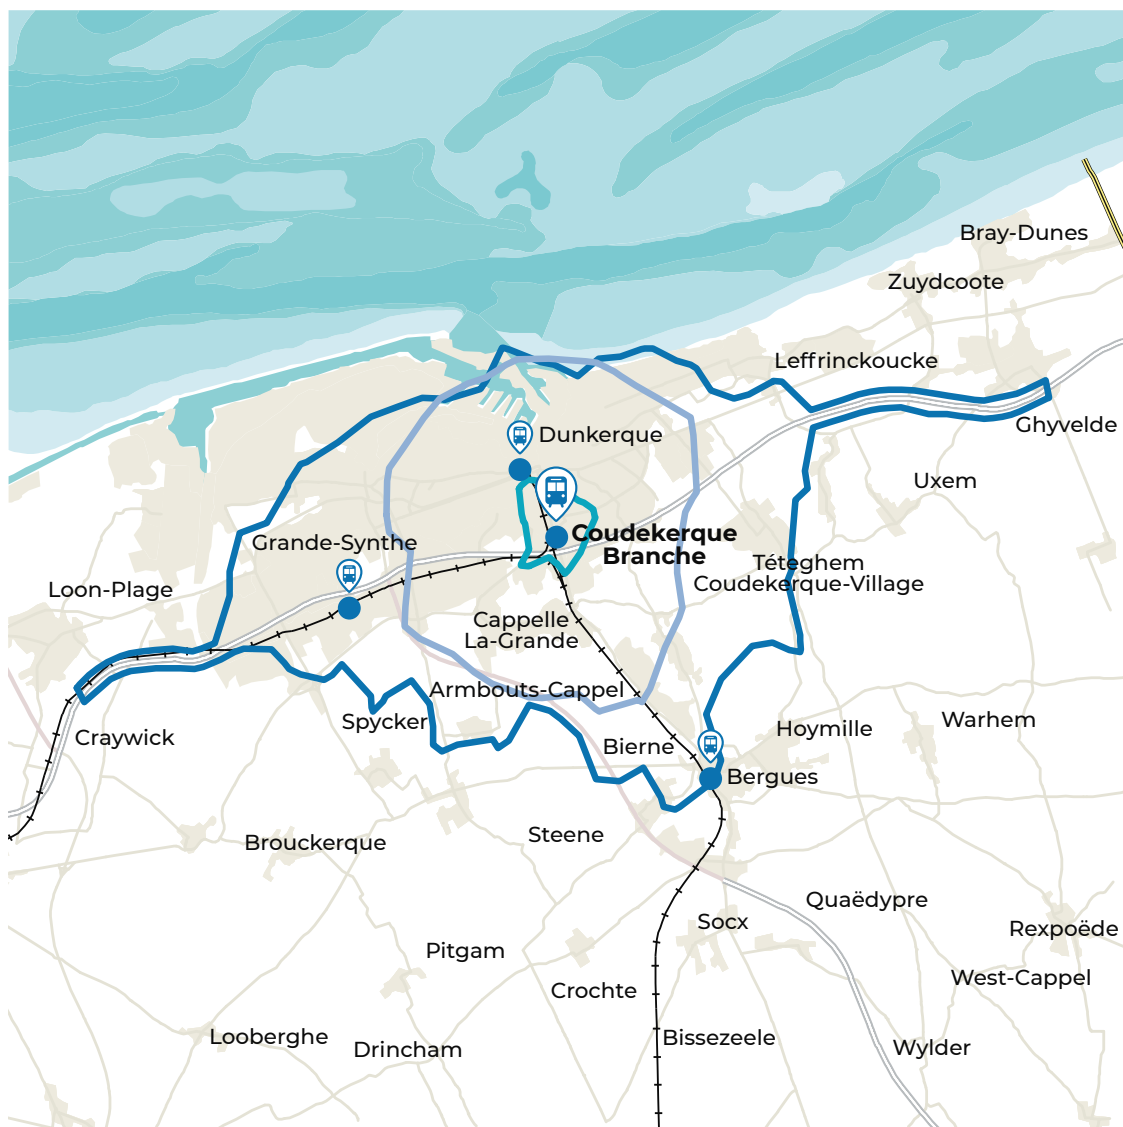 Bray-Dunes
Zuydcoote
Leffrinckoucke
Ghyvelde
Dunkerque
Uxem
Coudekerque
Branche
Grande-Synthe
Téteghem
Coudekerque-Village
Loon-Plage
Cappelle
La-Grande
Armbouts-Cappel
Spycker
Warhem
Hoymille
Craywick
Bierne
Bergues
Steene
Brouckerque
Quaëdypre
Socx
Rexpoëde
Pitgam
West-Cappel
Crochte
Looberghe
Bissezeele
Drincham
Wylder